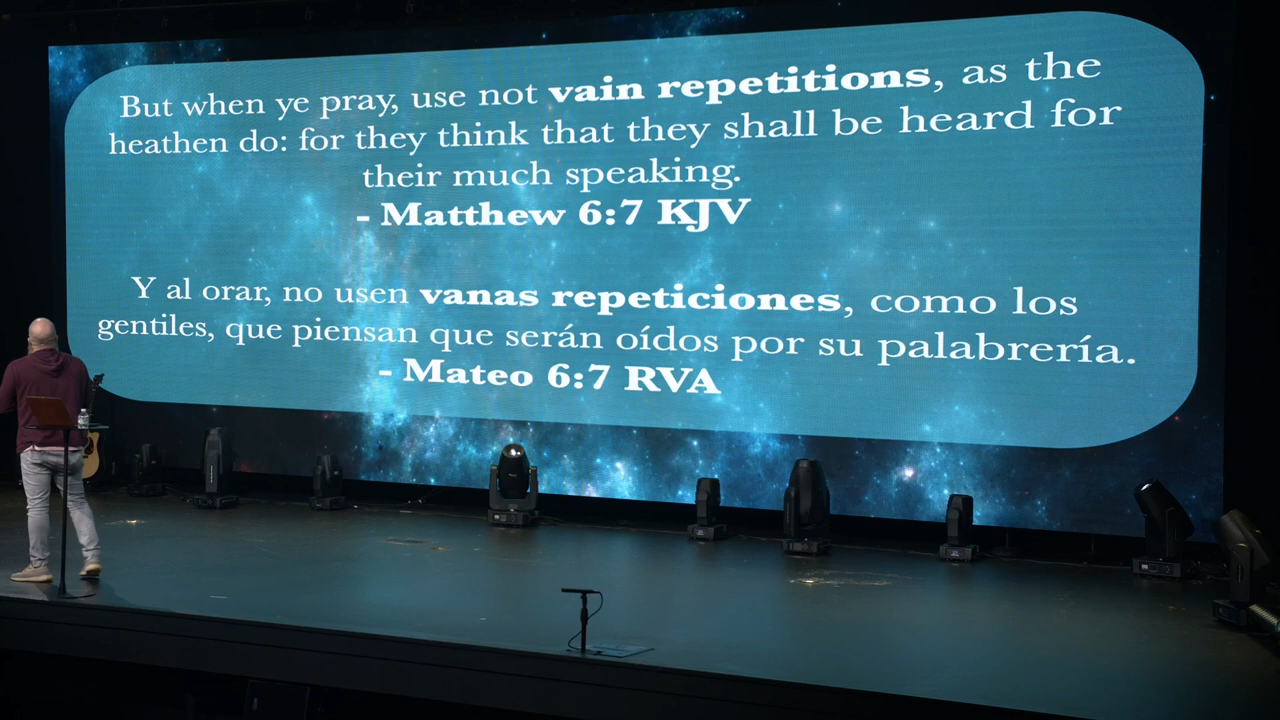 But when ye pray, use not vain repetitions, as the
heathen do: for they think that they shall be heard for
their much speaking.
- Matthew 6:7 KJV
Y al orar, no usen vanas repeticiones, como los
gentiles, que piensan que serán oídos por su palabrería.
- Mateo 6:7 RVA